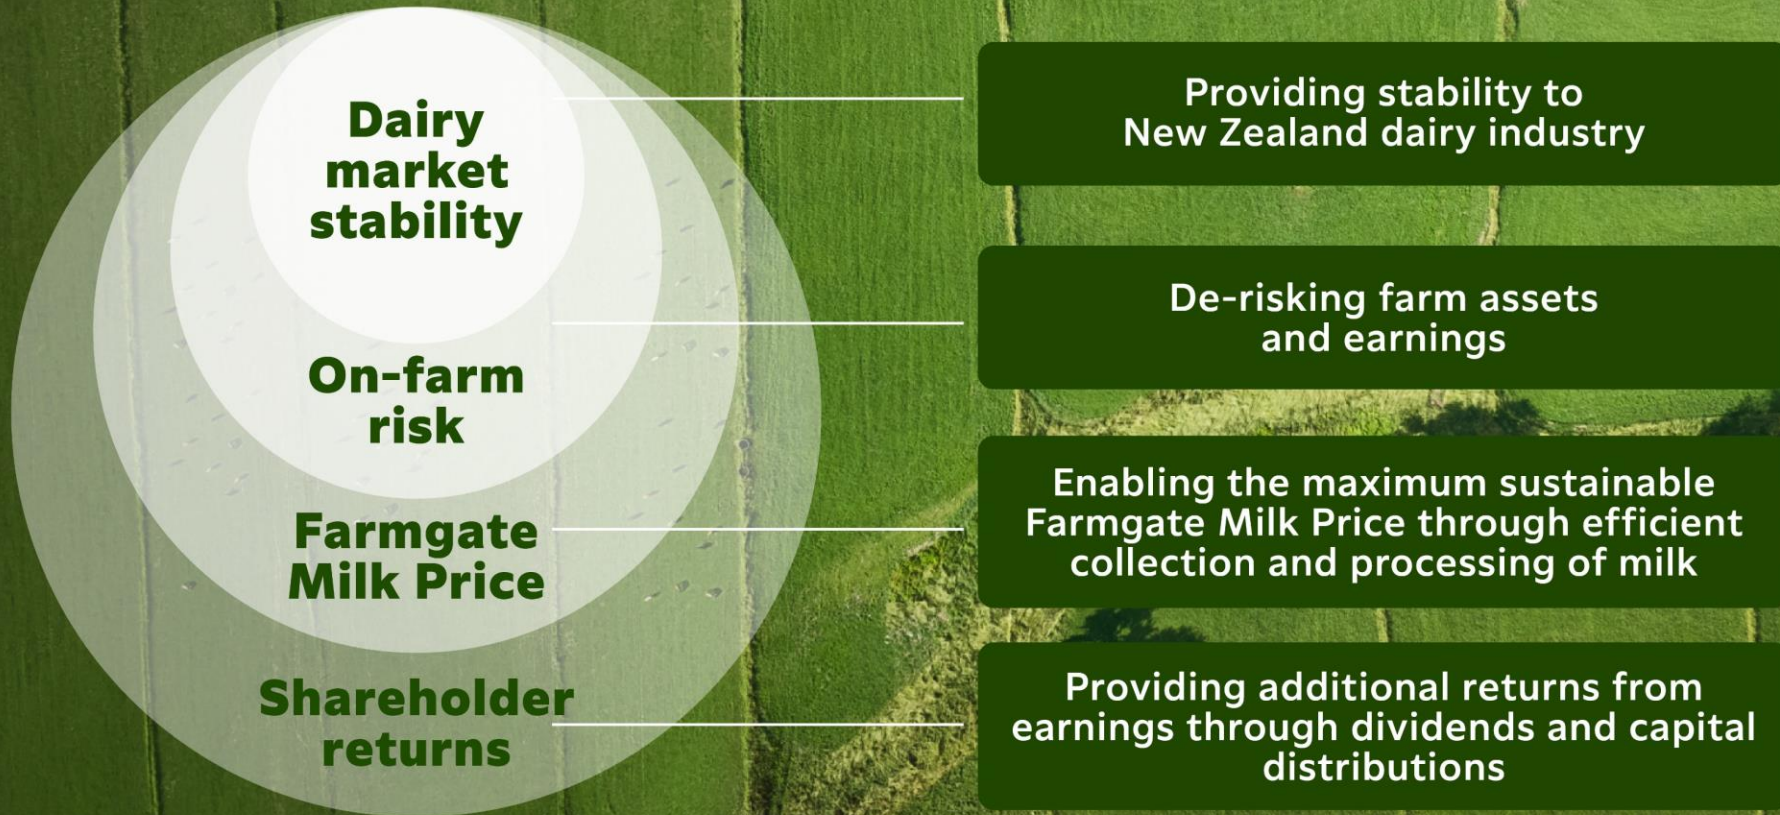 Dairy
market
stability
Providing stability to
New Zealand dairy industry
On-farm
risk
De-risking farm assets
and earnings
Farmgate
Milk Price
Enabling the maximum sustainable
Farmgate Milk Price through efficient
collection and processing of milk
Shareholder
returns
Providing additional returns from
earnings through dividends and capital
distributions